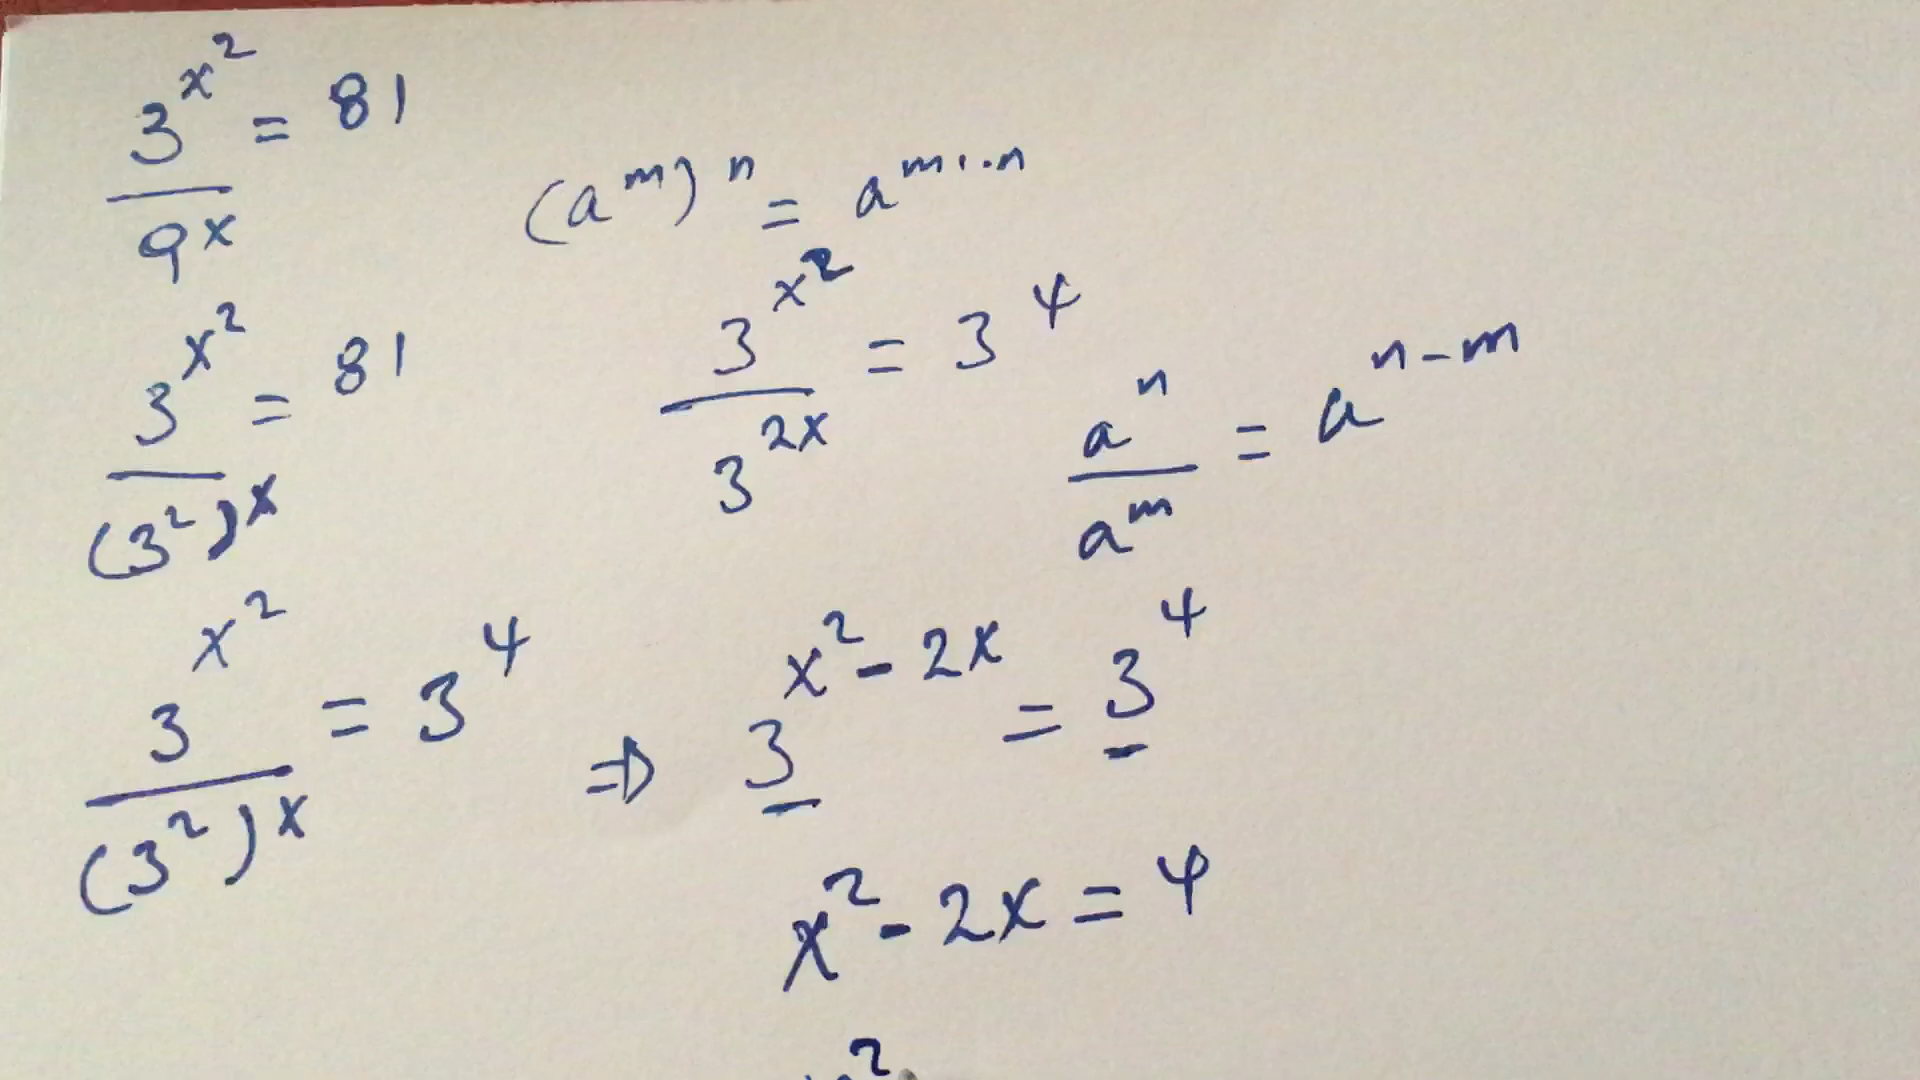 3^{x^2}/9^x = 81
(a^m)^n = a^{m..n}
3^{x^2}/(3^2)^x = 81
3^{x^2}/3^{2x} = 3^4
a^n/a^m = a^{n-m}
3^{x^2}/(3^2)^x = 3^4
⇒ 3^{x^2-2x} = 3^4
x^2 - 2x = 4